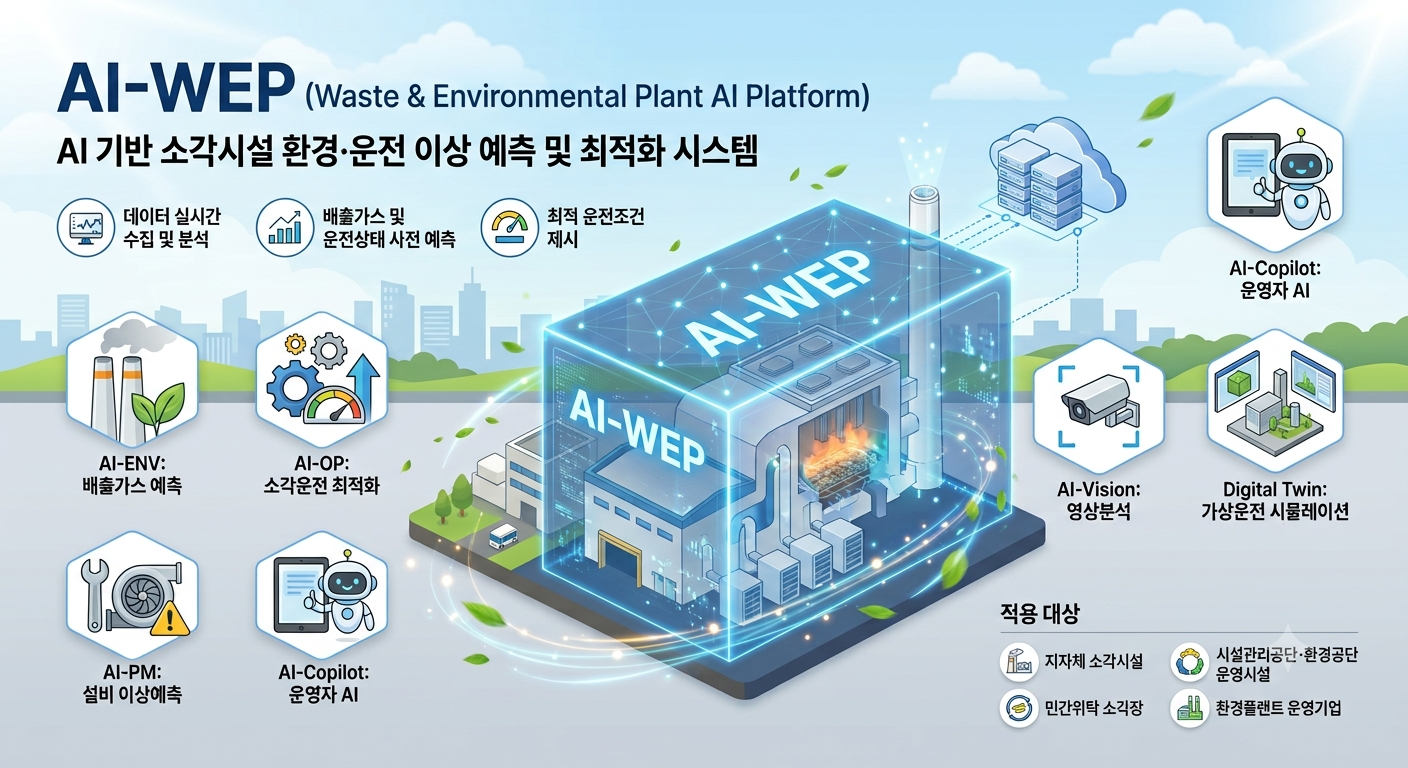 AI-WEP (Waste & Environmental Plant AI Platform)
AI 기반 소각시설 환경·운전 이상 예측 및 최적화 시스템
데이터 실시간
수집 및 분석
배출가스 및
운전상태 사전 예측
최적 운전조건
제시
AI-ENV:
배출가스 예측
AI-OP:
소각운전 최적화
AI-PM:
설비 이상예측
AI-Copilot:
운영자 AI
AI-WEP
AI-WEP
AI-Copilot:
운영자 AI
AI-Vision:
영상분석
Digital Twin:
가상운전 시물레이션
적용 대상
지자체 소각시설
시설관리공단·환경공단
운영시설
민간위탁 소긱장
환경플랜트 운영기업